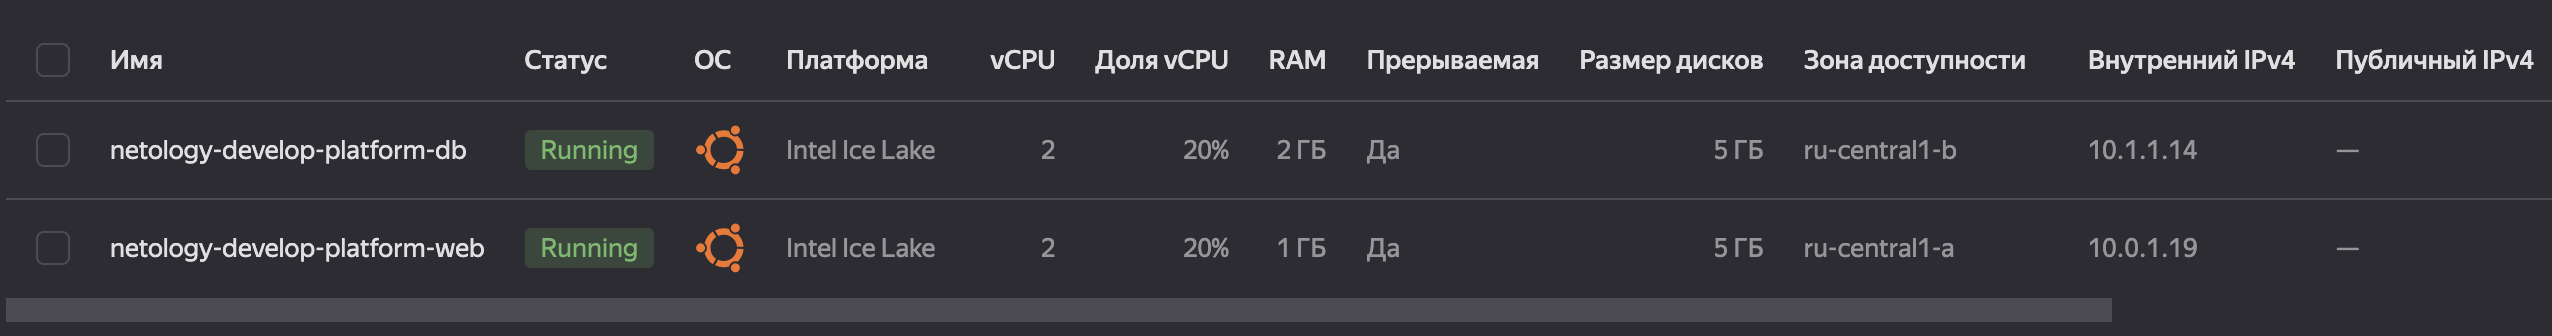 Имя Статус ОС Платформа vCPU Доля vCPU RAM Прерываемая Размер дисков Зона доступности Внутренний IPv4 Публичный IPv4
netology-develop-platform-db Running Intel Ice Lake 2 20% 2 ГБ Да 5 ГБ ru-central1-b 10.1.1.14 —
netology-develop-platform-web Running Intel Ice Lake 2 20% 1 ГБ Да 5 ГБ ru-central1-a 10.0.1.19 —